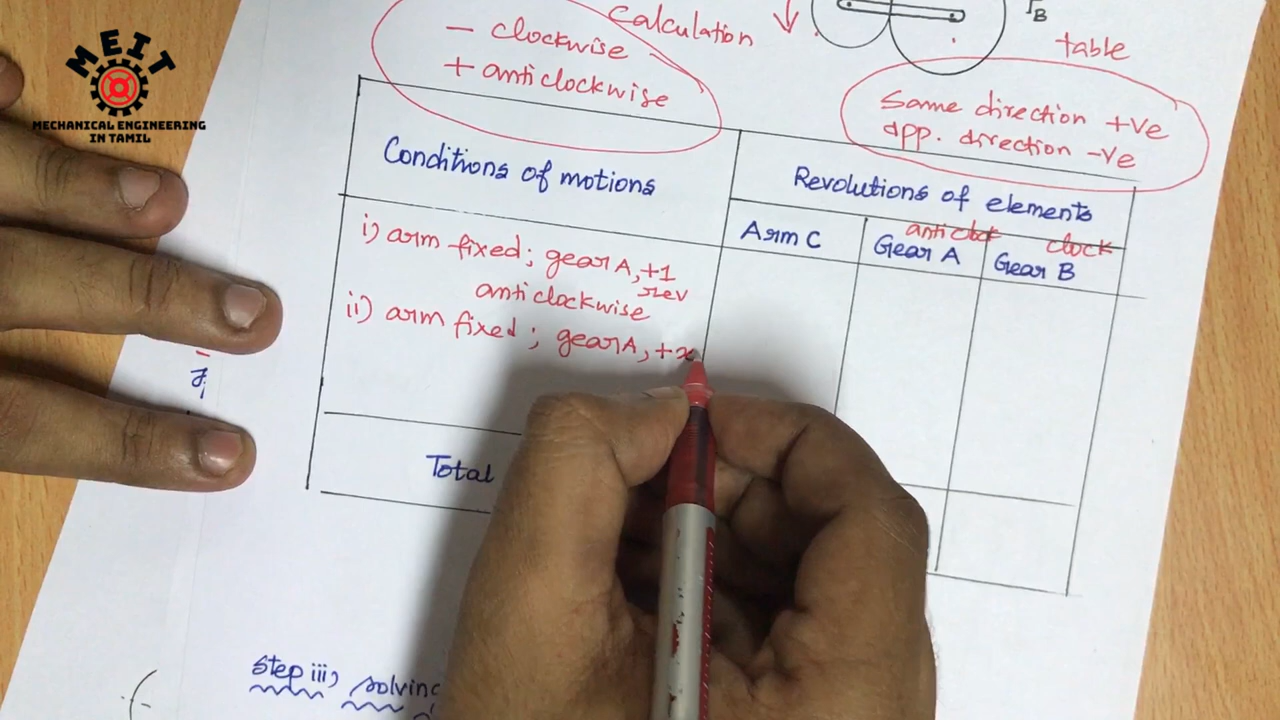 MEIT
MECHANICAL ENGINEERING
IN TAMIL
calculation
- clockwise
+ anticlockwise
r_B
table
Same direction +ve
opp. direction -ve
Conditions of motions
Revolutions of elements
Arm C
anticlock
Gear A
clock
Gear B
i) arm fixed; gear A, +1
rev
anticlockwise
ii) arm fixed; gear A, +x
Total
Step iii) solving